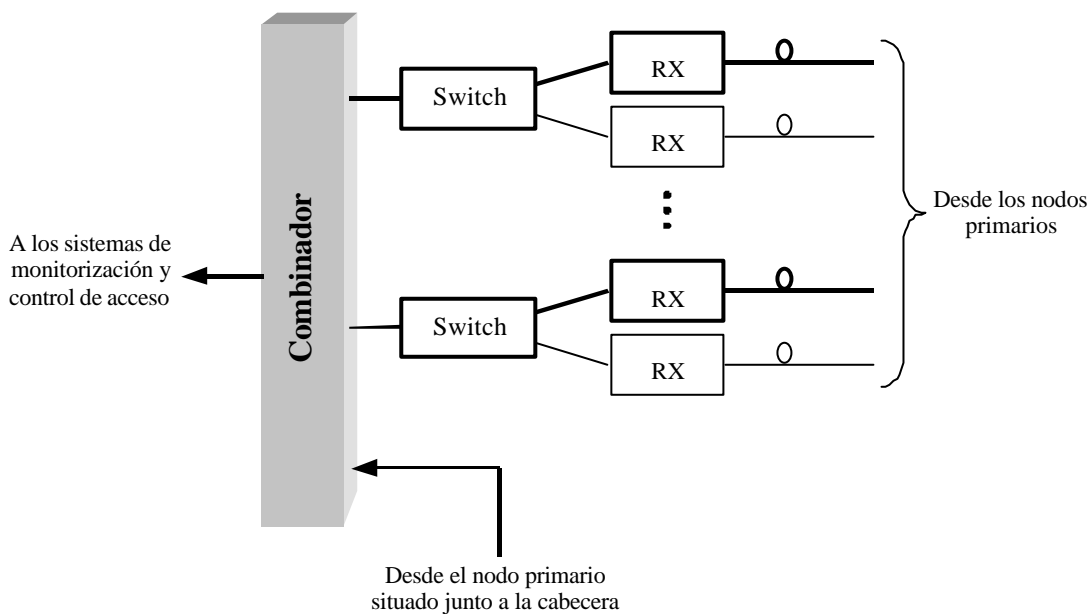 RX
Switch
RX
Desde los nodos
primarios
A los sistemas de
monitorización y
control de acceso
Combinador
RX
Switch
RX
Desde el nodo primario
situado junto a la cabecera